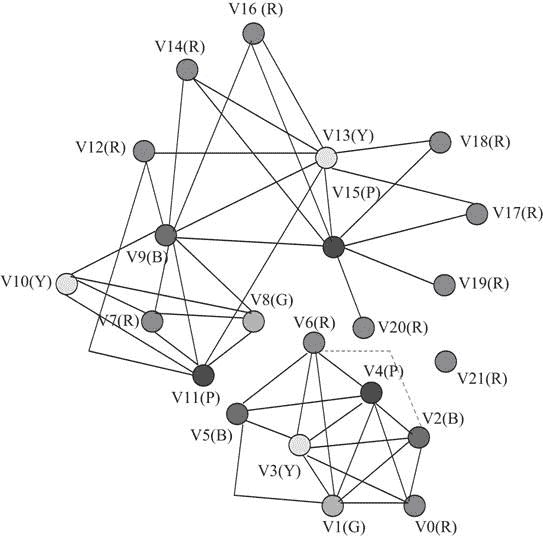 V16 (R)
V14(R)
V13(Y)
V18(R)
V12(R)
V15(P)
V17(R)
V9(B)
V10(Y)
V19(R)
V8(G)
V7(R)
V6(R)
V20(R)
V4(P)
V21(R)
V11(P)
V2(B)
V5(B)
V3(Y)
V1(G)
V0(R)